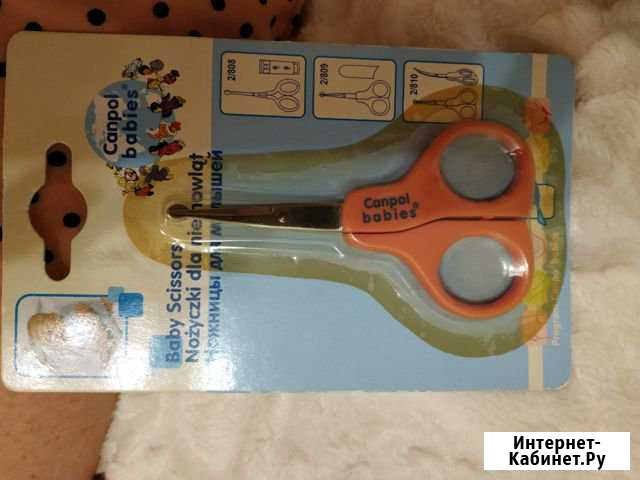 Canpol
babies®
2/808
2/809
2/810
Canpol
babies®
Baby Scissors
Nożyczki dla niemowląt
Ножницы для малышей
Интернет-
Кабинет.Ру